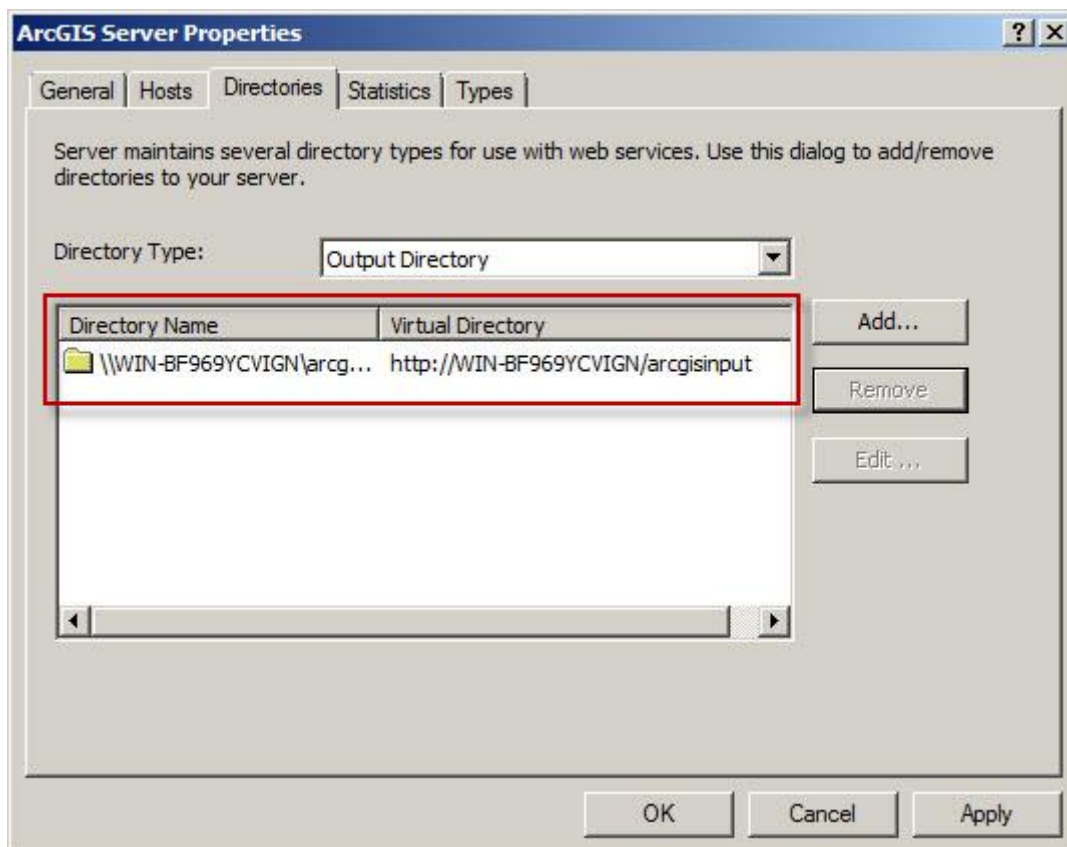 ArcGIS Server Properties
General Hosts Directories Statistics Types
Server maintains several directory types for use with web services. Use this dialog to add/remove
directories to your server.
Directory Type: Output Directory
Directory Name Virtual Directory Add...
\\WIN-BF969YCVIGN\arcg... http://WIN-BF969YCVIGN/arcgisinput
Remove
Edit ...
OK Cancel Apply